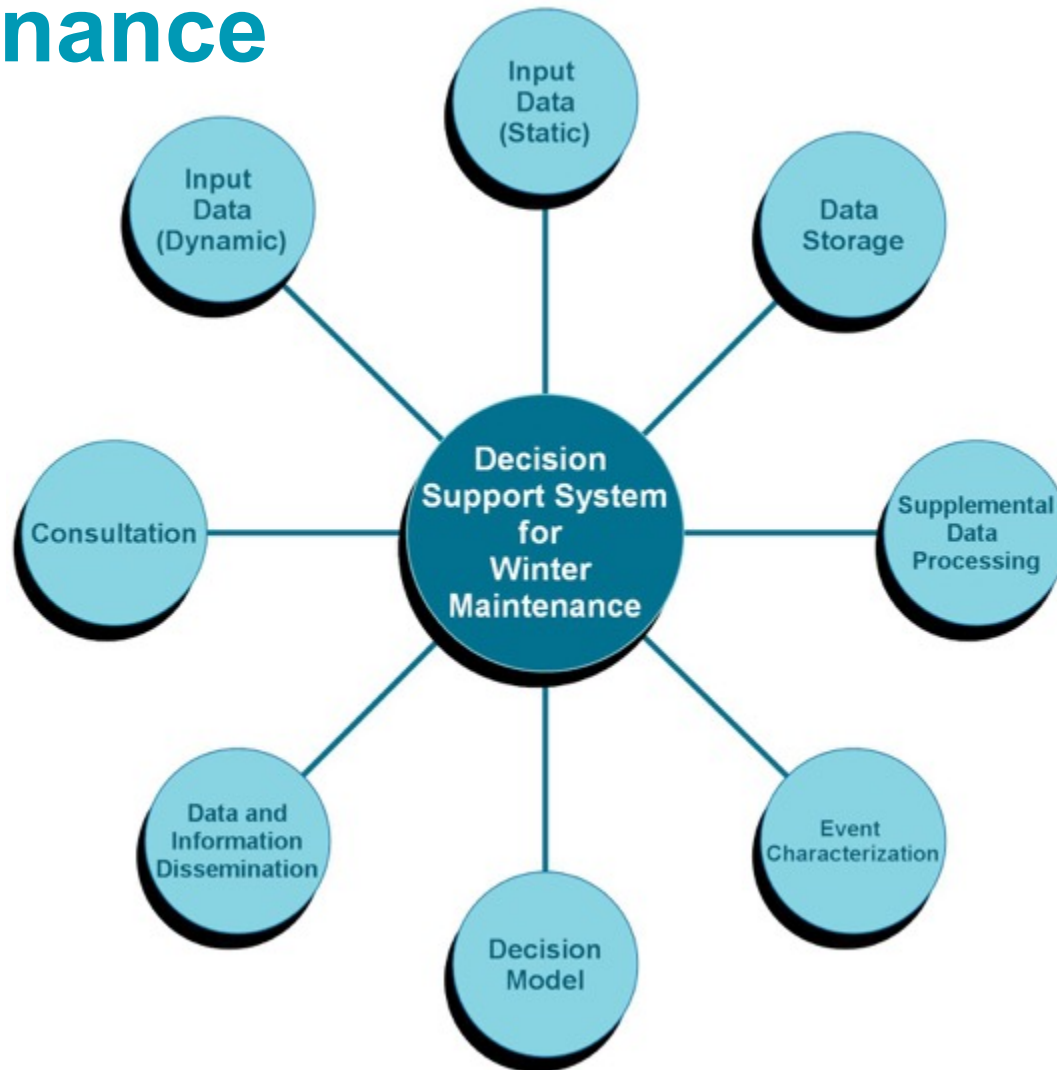 nance
Input
Data
(Static)
Input
Data
(Dynamic)
Data
Storage
Decision
Support System
for
Winter
Maintenance
Consultation
Supplemental
Data
Processing
Data and
Information
Dissemination
Event
Characterization
Decision
Model